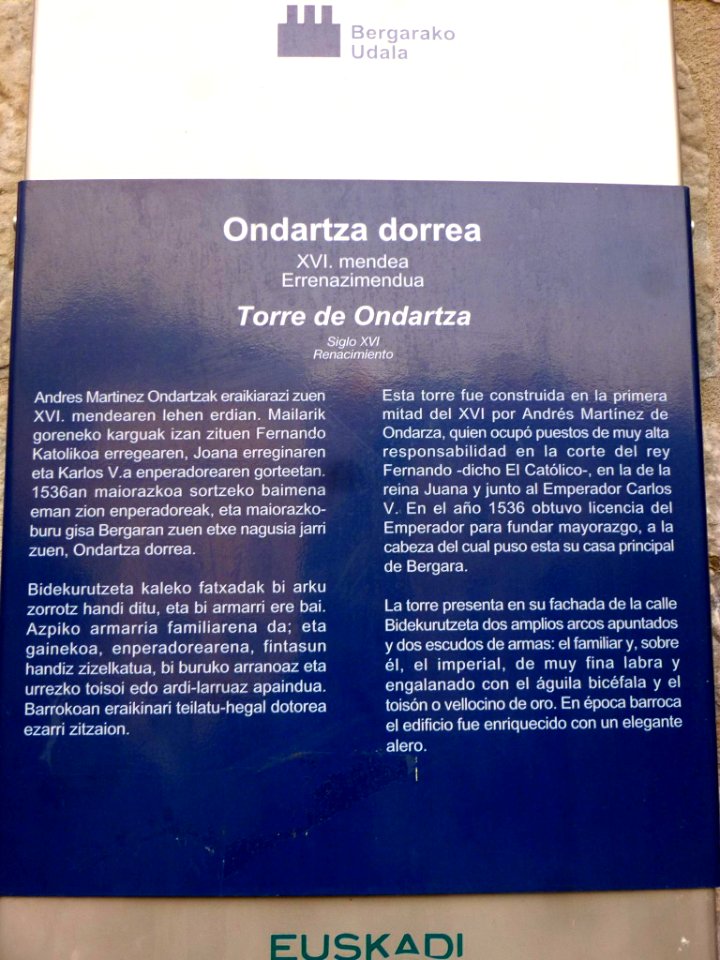 Bergarako
Udala
Ondartza dorrea
XVI. mendea
Errenazimendua
Torre de Ondartza
Siglo XVI
Renacimiento
Andres Martinez Ondartzak eraikiarazi zuen
XVI. mendearen lehen erdian. Mailarik
goreneko karguak izan zituen Fernando
Katolikoa erregearen, Joana erreginaren
eta Karlos V.a enperadorearen gorteetan.
1536an maiorazkoa sortzeko baimena
eman zion enperadoreak, eta maiorazko-
buru gisa Bergaran zuen etxe nagusia jarri
zuen, Ondartza dorrea.
Bidekurutzeta kaleko fatxadak bi arku
zorrotz handi ditu, eta bi armarri ere bai.
Azpiko armarria familiarena da; eta
gainekoa, enperadorearena, fintasun
handiz zizelkatua, bi buruko arranoaz eta
urrezko toisoi edo ardi-larruaz apaindua.
Barrokoan eraikinari teilatu-hegal dotorea
ezarri zitzaion.
Esta torre fue construida en la primera
mitad del XVI por Andrés Martínez de
Ondarza, quien ocupó puestos de muy alta
responsabilidad en la corte del rey
Fernando -dicho El Católico-, en la de la
reina Juana y junto al Emperador Carlos
V. En el año 1536 obtuvo licencia del
Emperador para fundar mayorazgo, a la
cabeza del cual puso esta su casa principal
de Bergara.
La torre presenta en su fachada de la calle
Bidekurutzeta dos amplios arcos apuntados
y dos escudos de armas: el familiar y, sobre
él, el imperial, de muy fina labra y
engalanado con el águila bicéfala y el
toisón o vellocino de oro. En época barroca
el edificio fue enriquecido con un elegante
alero.
EUSKADI